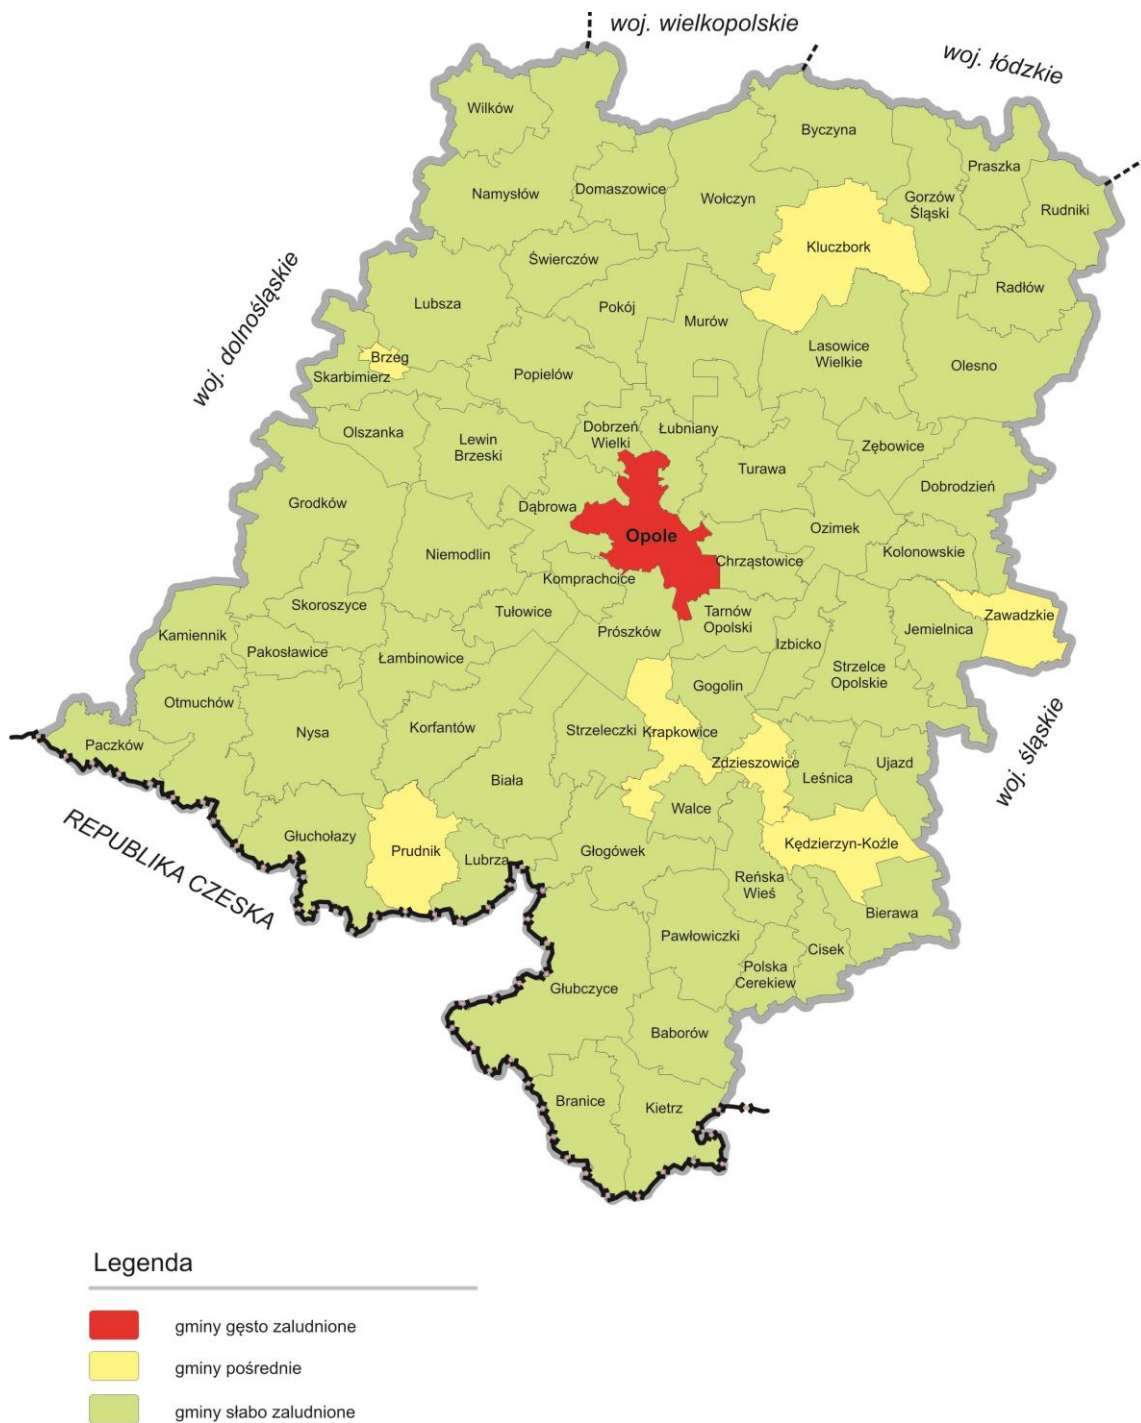 woj. wielkopolskie
woj. łódzkie
Wilków
Byczyna
Praszka
Namysłów
Domaszowice
Wołczyn
Gorzów
Śląski
Rudniki
Kluczbork
Świerczów
woj. dolnośląskie
Lubsza
Pokój
Murów
Radłów
Lasowice
Wielkie
Olesno
Brzeg
Skarbimierz
Popielów
Olszanka
Lewin
Brzeski
Dobrzeń
Wielki
Łubniany
Zębowice
Turawa
Dobrodzień
Grodków
Dąbrowa
Opole
Ozimek
Niemodlin
Chrząstowice
Kolonowskie
Komprachcice
Skoroszyce
Tułowice
Tarnów
Opolski
Zawadzkie
Kamiennik
Prószków
Izbicko
Jemielnica
Pakosławice
Łambinowice
Strzelce
Opolskie
Gogolin
Otmuchów
Nysa
Korfantów
Strzeleczki
Krapkowice
woj. śląskie
Paczków
Zdzieszowice
Ujazd
Leśnica
Biała
Walce
REPUBLIKA CZESKA
Głuchołazy
Prudnik
Lubrza
Głogówek
Kędzierzyn-Koźle
Reńska
Wieś
Bierawa
Pawłowiczki
Cisek
Polska
Cerekiew
Głubczyce
Baborów
Branice
Kietrz
Legenda
gminy gęsto zaludnione
gminy pośrednie
gminy słabo zaludnione